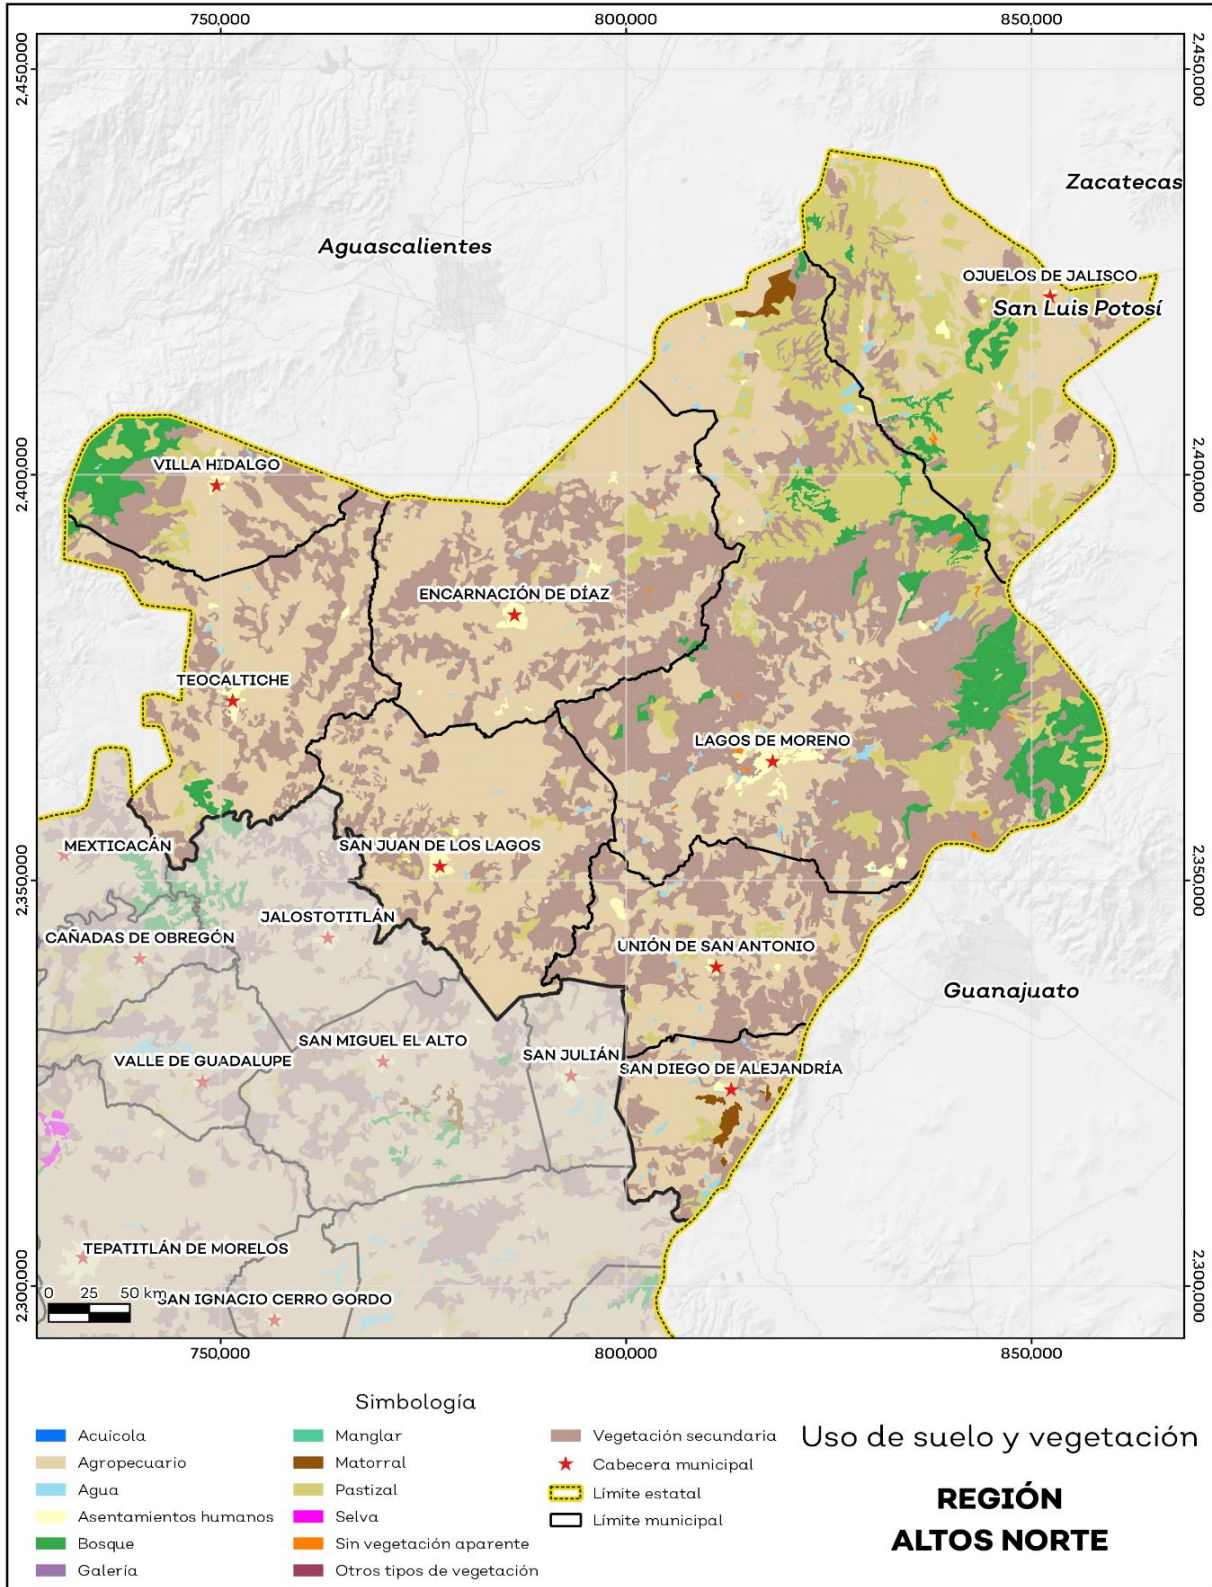 750,000
800,000
850,000
2,450,000
2,450,000
Zacatecas
Aguascalientes
OJUELOS DE JALISCO
San Luis Potosí
VILLA HIDALGO
2,400,000
2,400,000
ENCARNACIÓN DE DÍAZ
TEOCALTICHE
LAGOS DE MORENO
MEXTICACÁN
SAN JUAN DE LOS LAGOS
2,350,000
2,350,000
JALOSTOTITLÁN
CAÑADAS DE OBREGÓN
UNIÓN DE SAN ANTONIO
Guanajuato
SAN MIGUEL EL ALTO
VALLE DE GUADALUPE
SAN JULIÁN
SAN DIEGO DE ALEJANDRÍA
TEPATITLÁN DE MORELOS
2,300,000
2,300,000
0 25 50 km
SAN IGNACIO CERRO GORDO
750,000
800,000
850,000
Simbología
Acuícola
Agropecuario
Agua
Asentamientos humanos
Bosque
Galería
Manglar
Matorral
Pastizal
Selva
Sin vegetación aparente
Otros tipos de vegetación
Vegetación secundaria
Cabecera municipal
Límite estatal
Límite municipal
Uso de suelo y vegetación
REGIÓN
ALTOS NORTE